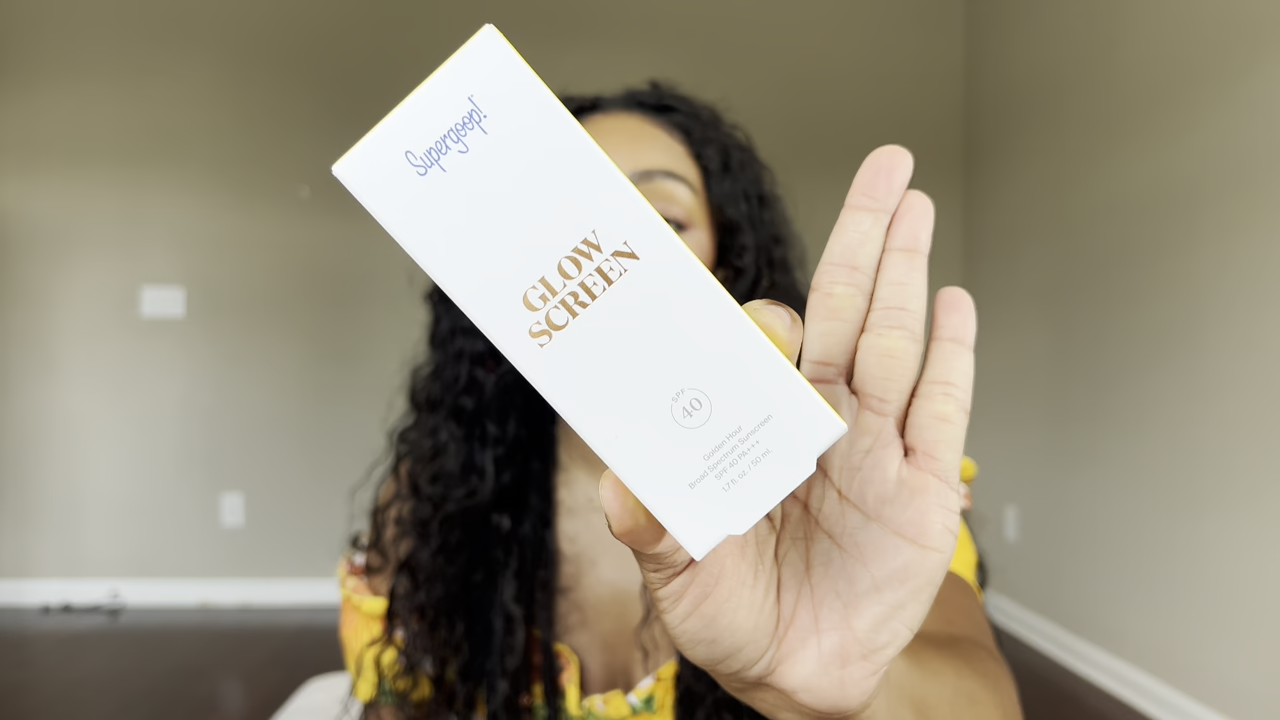 Supergoop!
GLOW
SCREEN
SPF
40
Golden Hour
Broad Spectrum Sunscreen
SPF 40 PA+++
1.7 fl. oz. / 50 ml